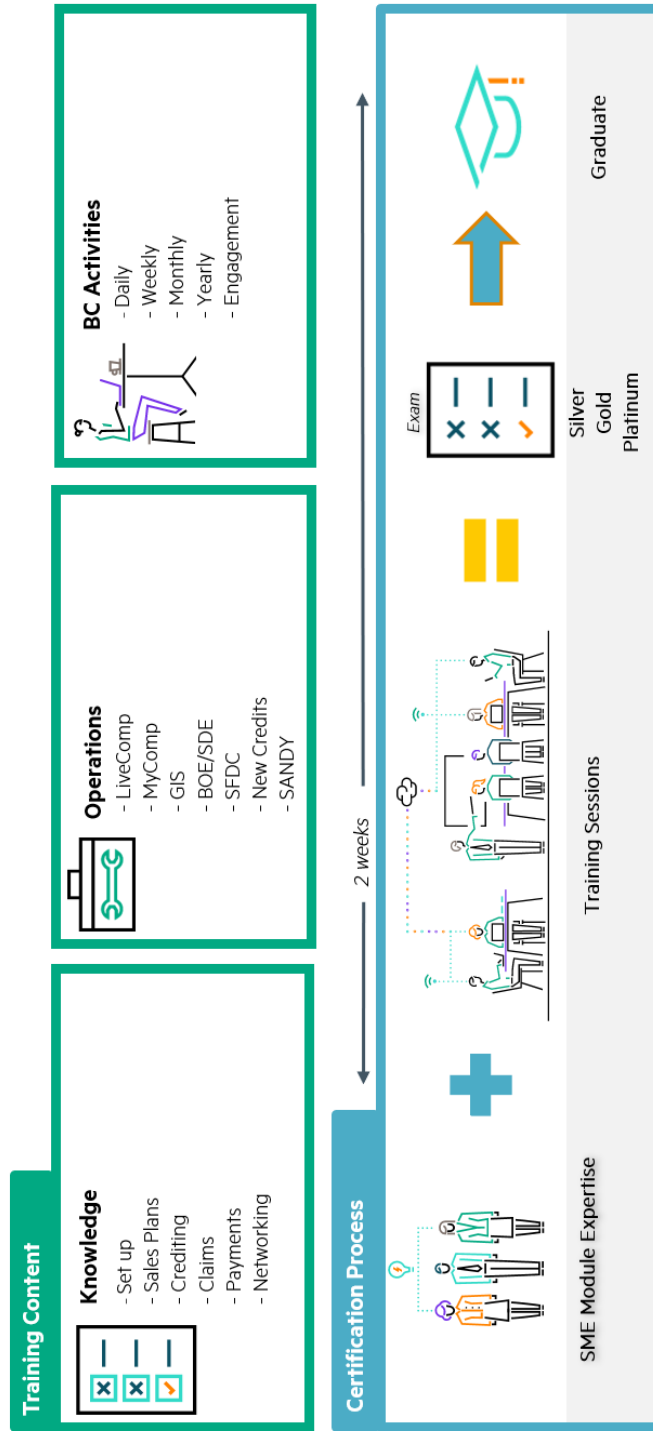 Training Content
Knowledge
- Set up
- Sales Plans
- Crediting
- Claims
- Payments
- Networking
Operations
- LiveComp
- MyComp
- GIS
- BOE/SDE
- SFDC
- New Credits
- SANDY
BC Activities
- Daily
- Weekly
- Monthly
- Yearly
- Engagement
Certification Process
2 weeks
SME Module Expertise
Training Sessions
Exam
Silver
Gold
Platinum
Graduate